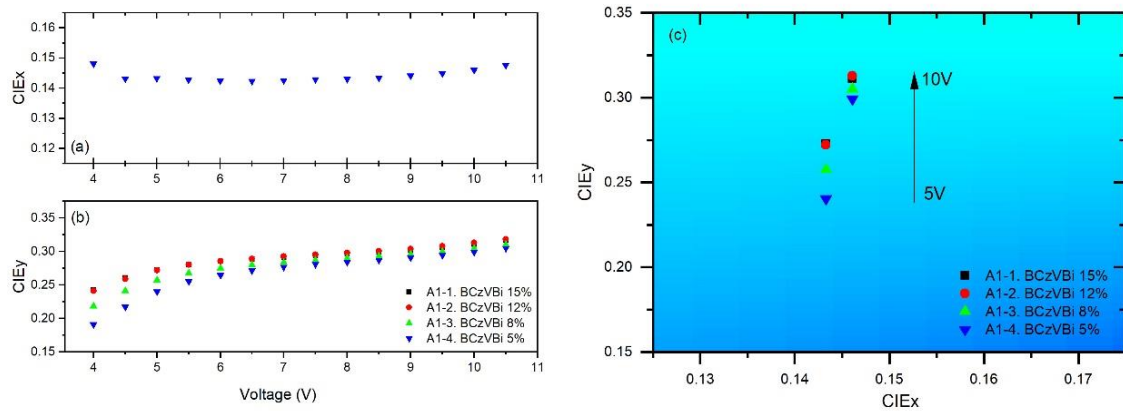 0.16
0.15
0.14
0.13
0.12
CIEx
(a)
4 5 6 7 8 9 10 11
(b)
0.35
0.30
0.25
0.20
0.15
CIEy
A1-1. BCzVBi 15%
A1-2. BCzVBi 12%
A1-3. BCzVBi 8%
A1-4. BCzVBi 5%
4 5 6 7 8 9 10 11
Voltage (V)
(c)
0.35
0.30
0.25
0.20
0.15
CIEy
10V
5V
A1-1. BCzVBi 15%
A1-2. BCzVBi 12%
A1-3. BCzVBi 8%
A1-4. BCzVBi 5%
0.13 0.14 0.15 0.16 0.17
CIEx